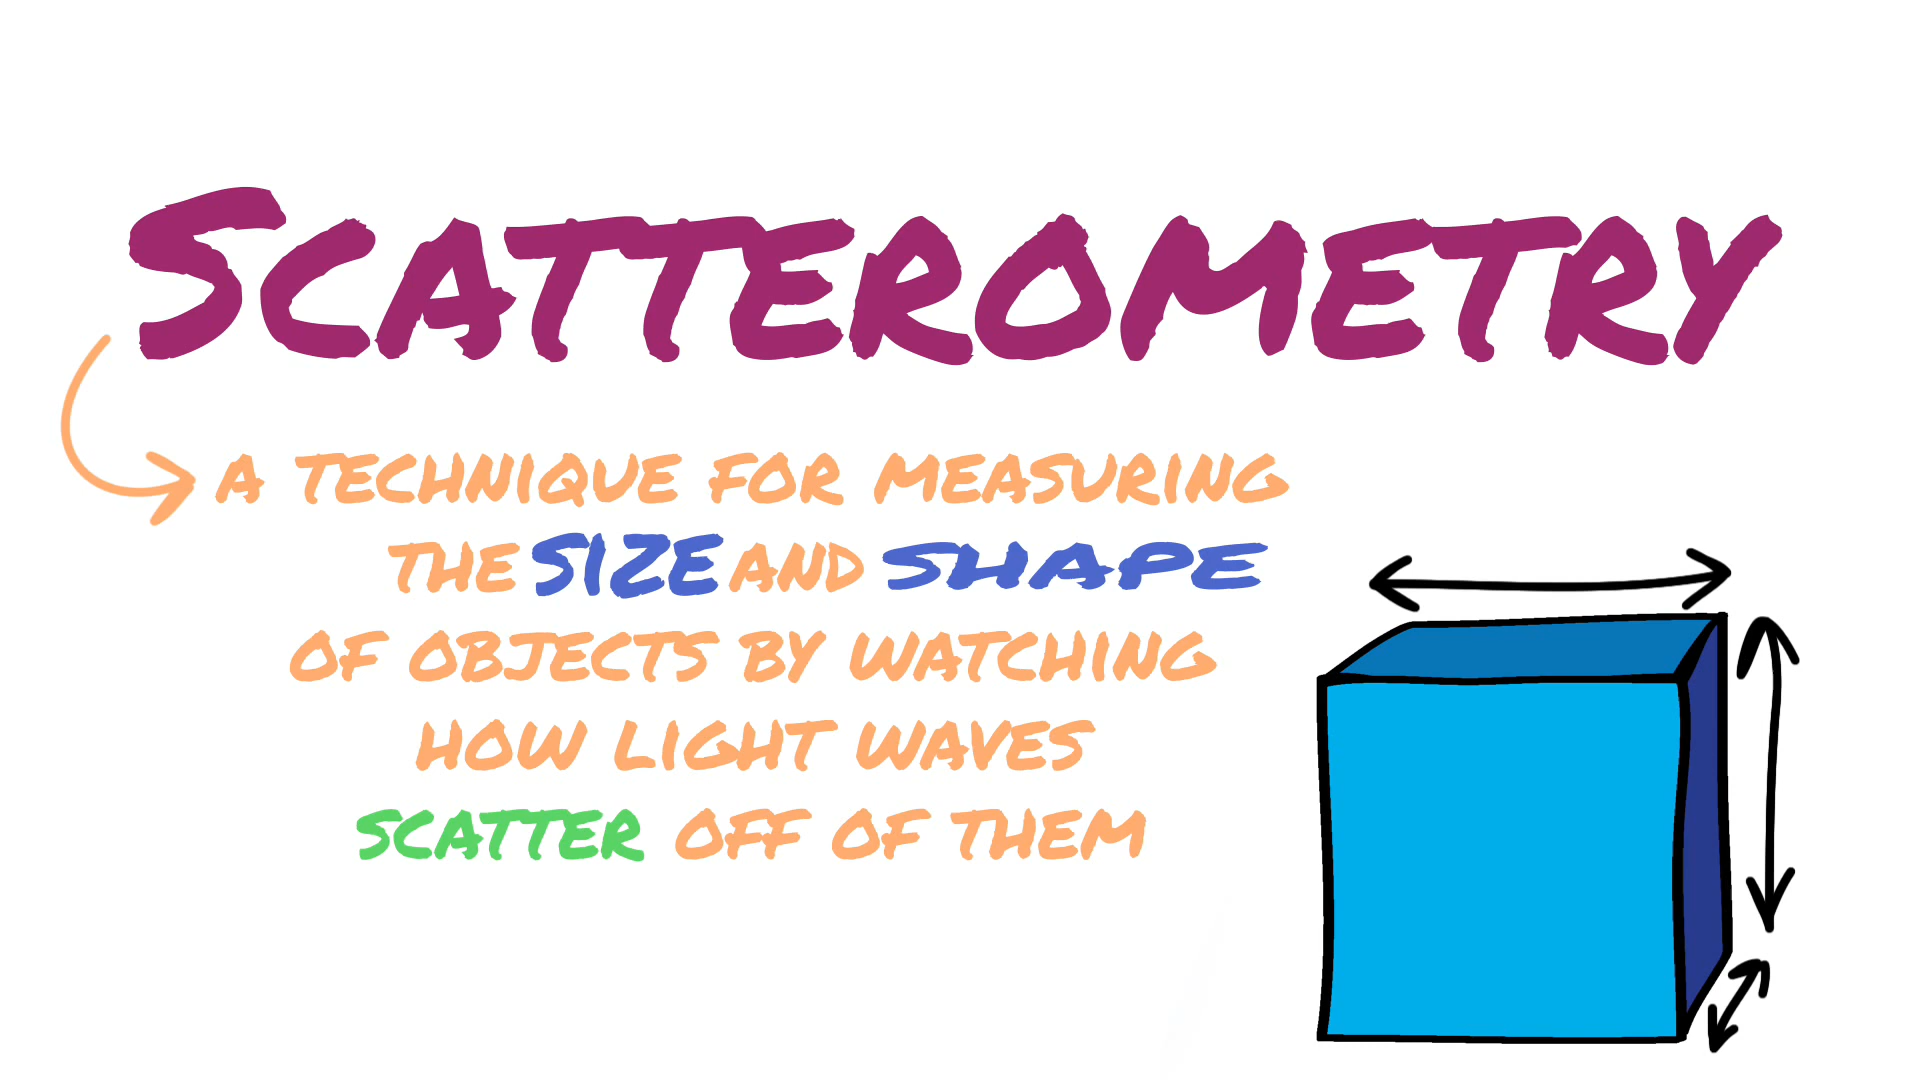 SCATTEROMETRY
A TECHNIQUE FOR MEASURING
THE SIZE AND SHAPE
OF OBJECTS BY WATCHING
HOW LIGHT WAVES
SCATTER OFF OF THEM